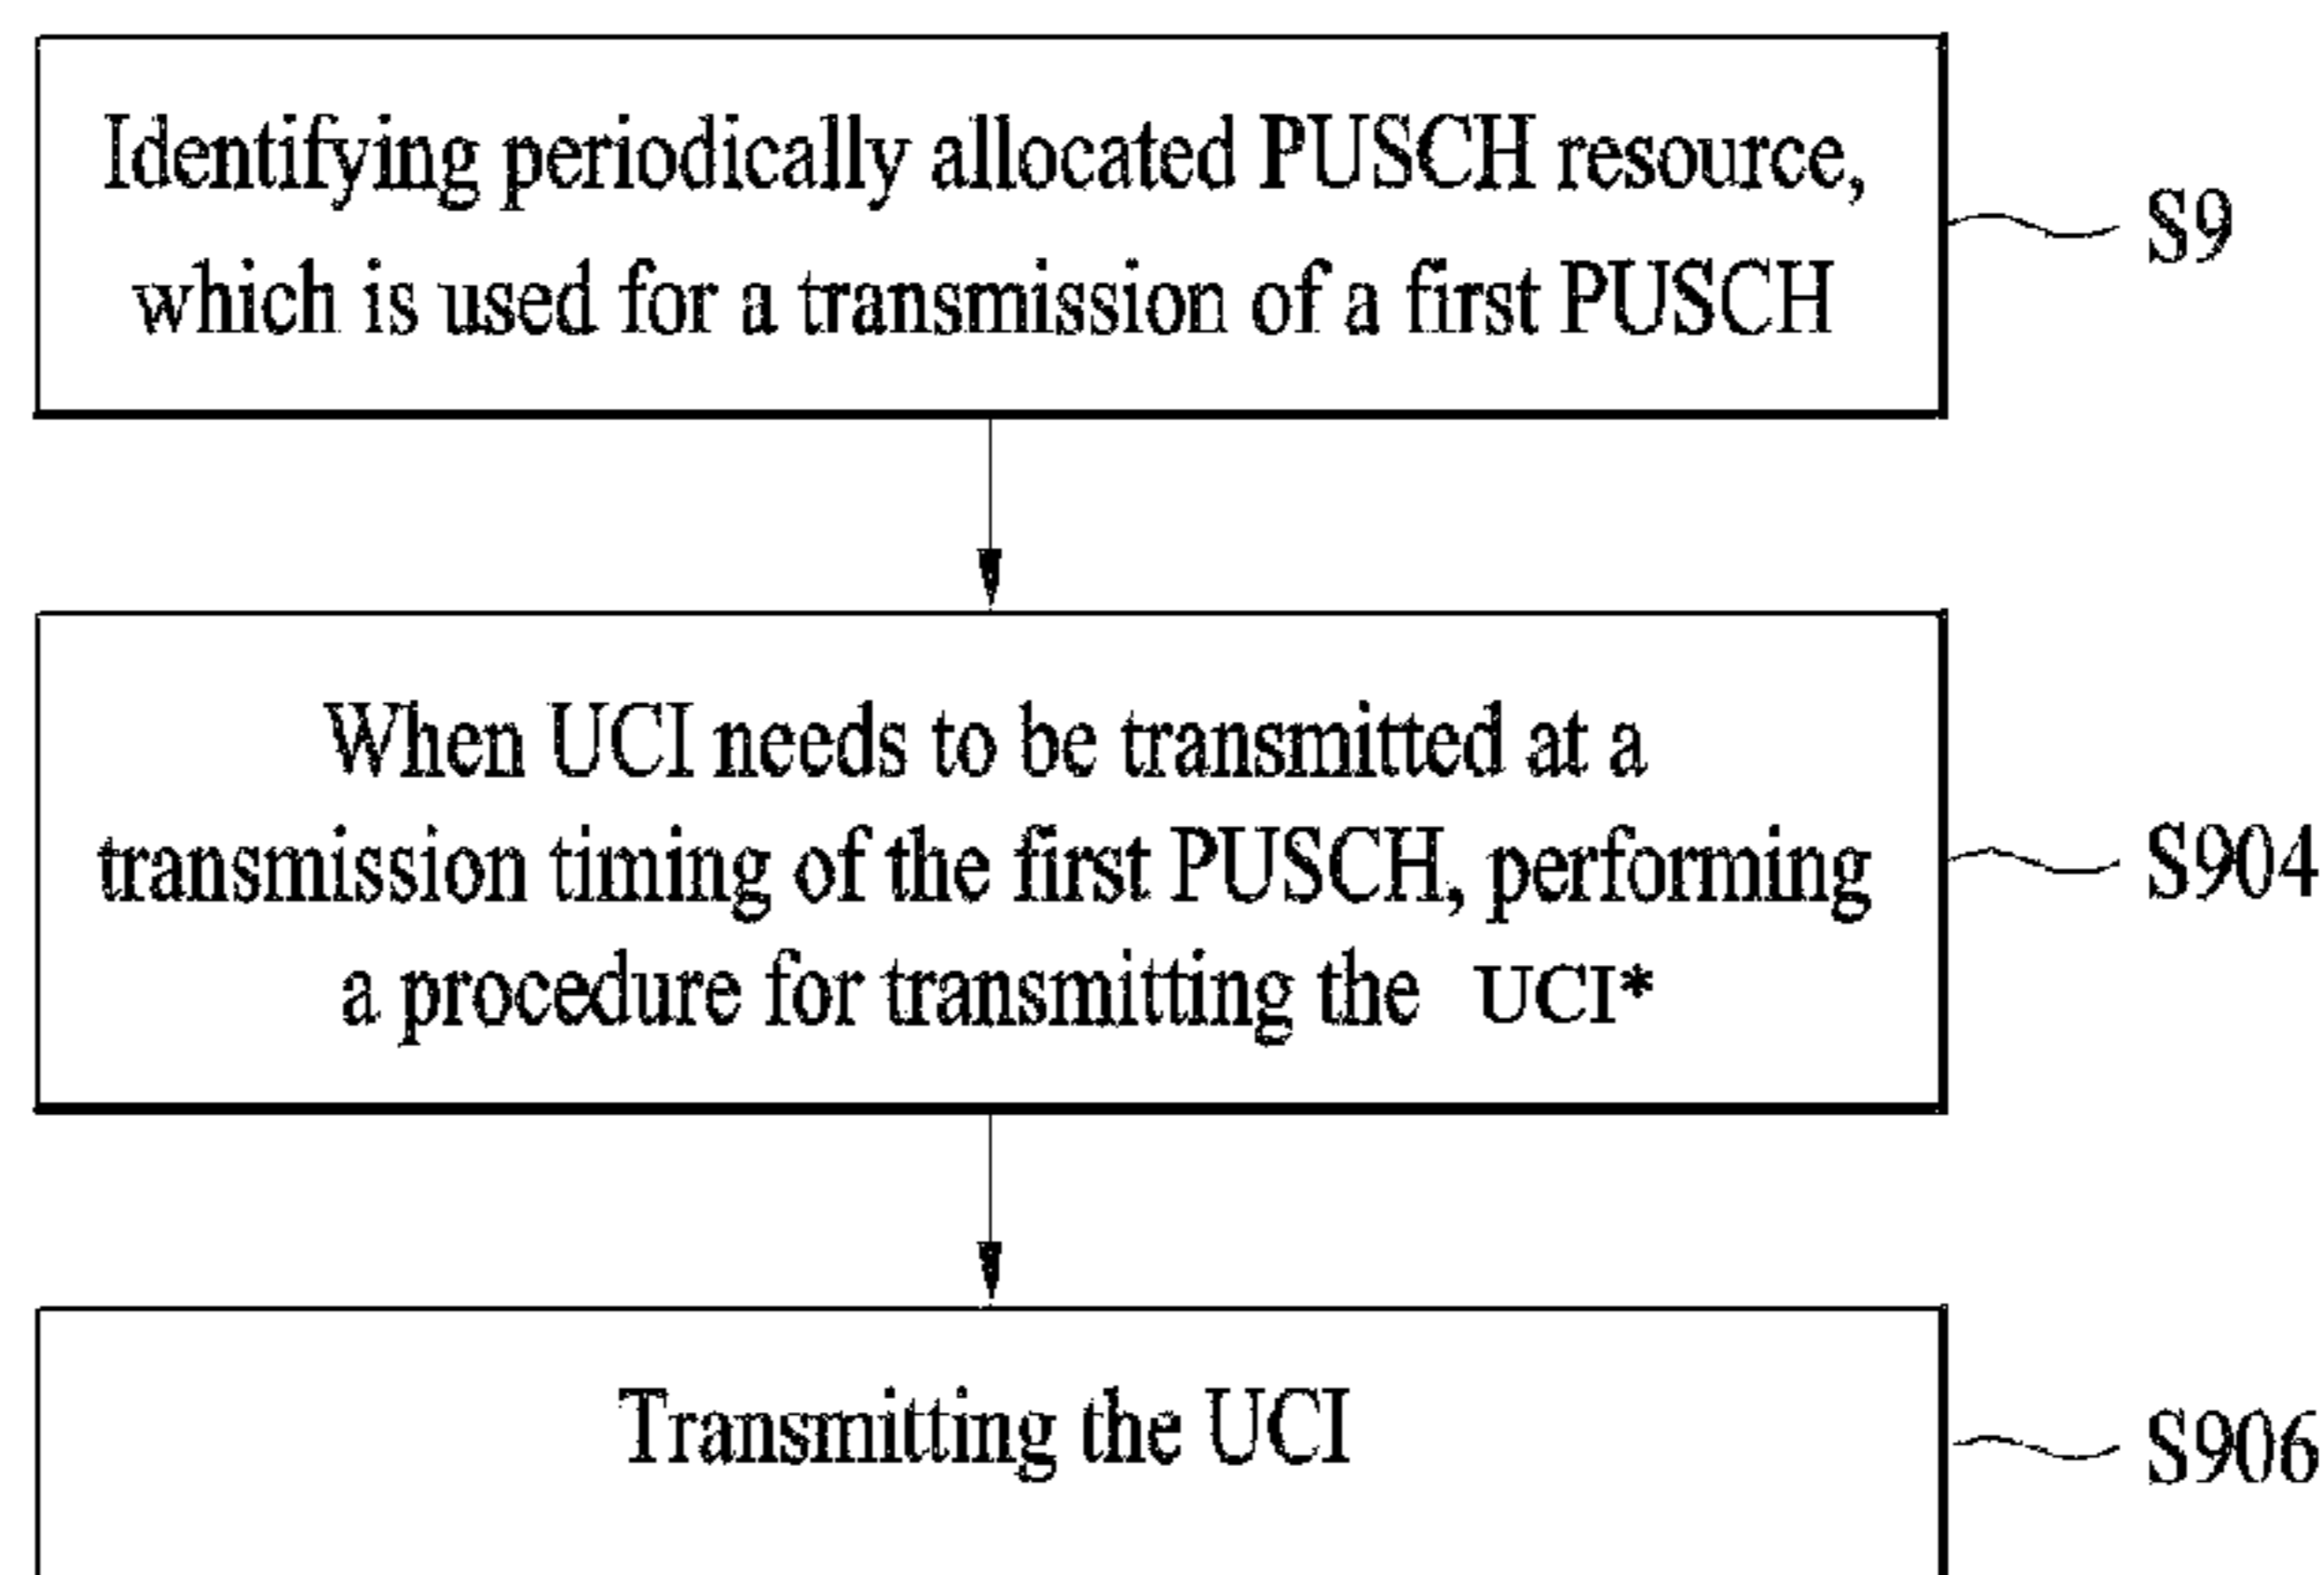 Identifying periodically allocated PUSCH resource,
which is used for a transmission of a first PUSCH
S9
When UCI needs to be transmitted at a
transmission timing of the first PUSCH, performing
a procedure for transmitting the UCI*
S904
Transmitting the UCI
S906